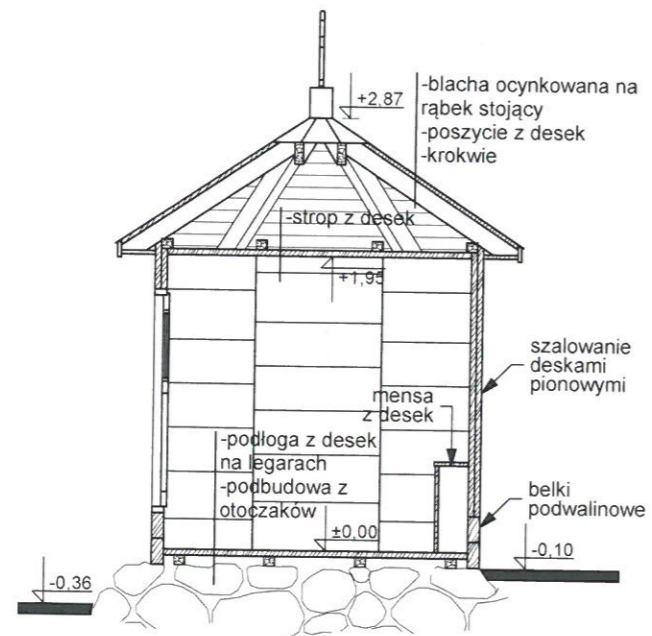 +2,87
-blacha ocynkowana na
rąbek stojący
-poszycie z desek
-krokwie
-strop z desek
+1,95
szalowanie
deskami
pionowymi
mensa
z desek
-podłoga z desek
na legarach
-podbudowa z
otoczaków
belki
podwalinowe
±0,00
-0,10
-0,36